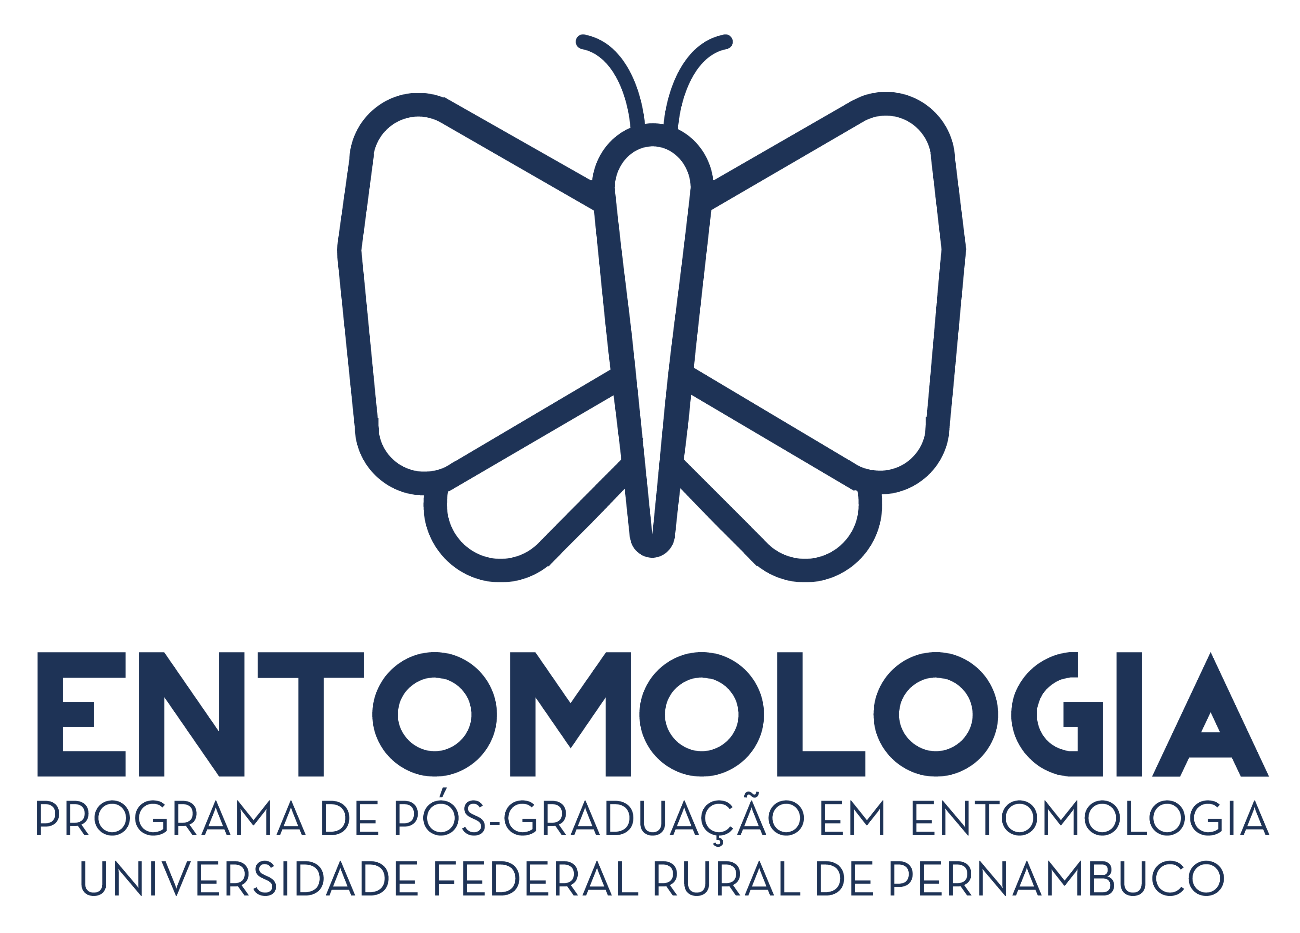 ENTOMOLOGIA
PROGRAMA DE PÓS-GRADUAÇÃO EM ENTOMOLOGIA
UNIVERSIDADE FEDERAL RURAL DE PERNAMBUCO